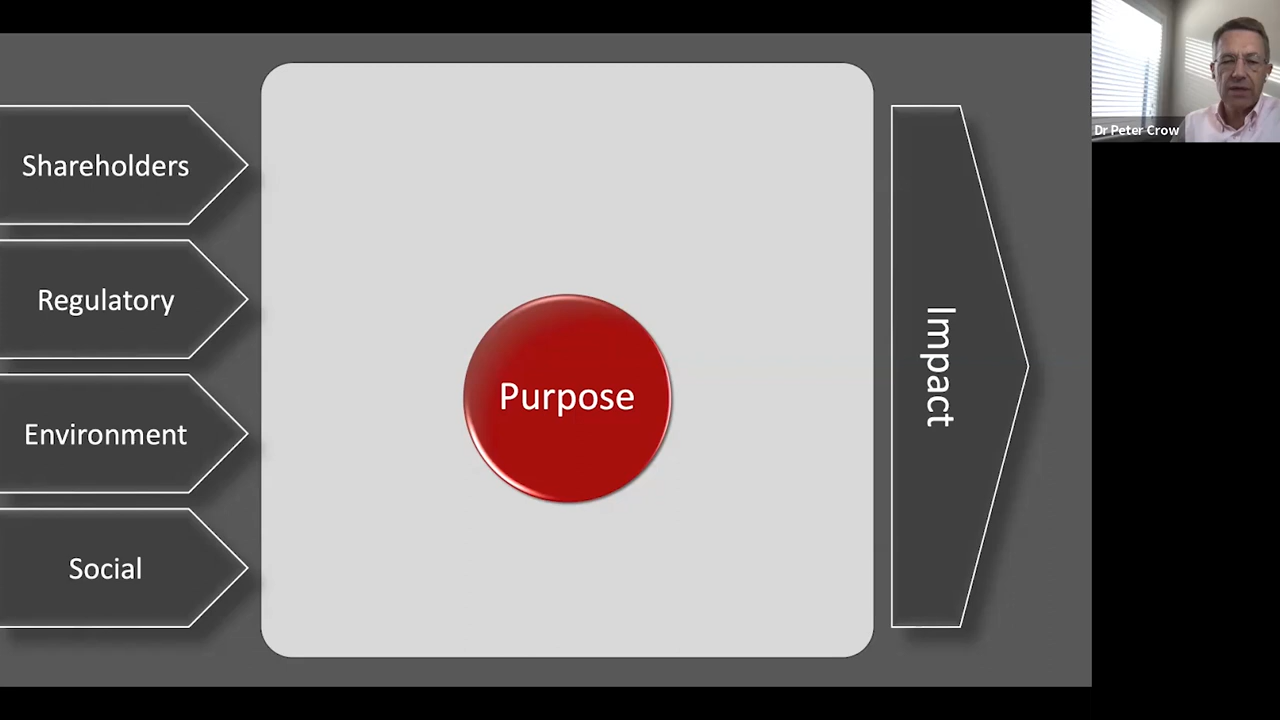 Shareholders
Regulatory
Environment
Social
Purpose
Impact
Dr Peter Crow